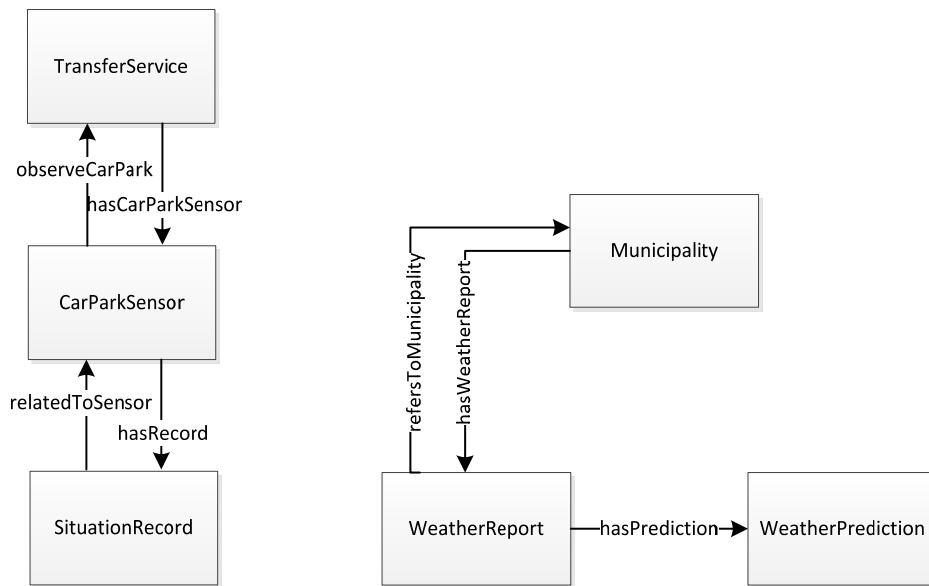 TransferService
observeCarPark
hasCarParkSensor
CarParkSensor
relatedToSensor
hasRecord
SituationRecord
Municipality
refersToMunicipality
hasWeatherReport
WeatherReport
hasPrediction
WeatherPrediction